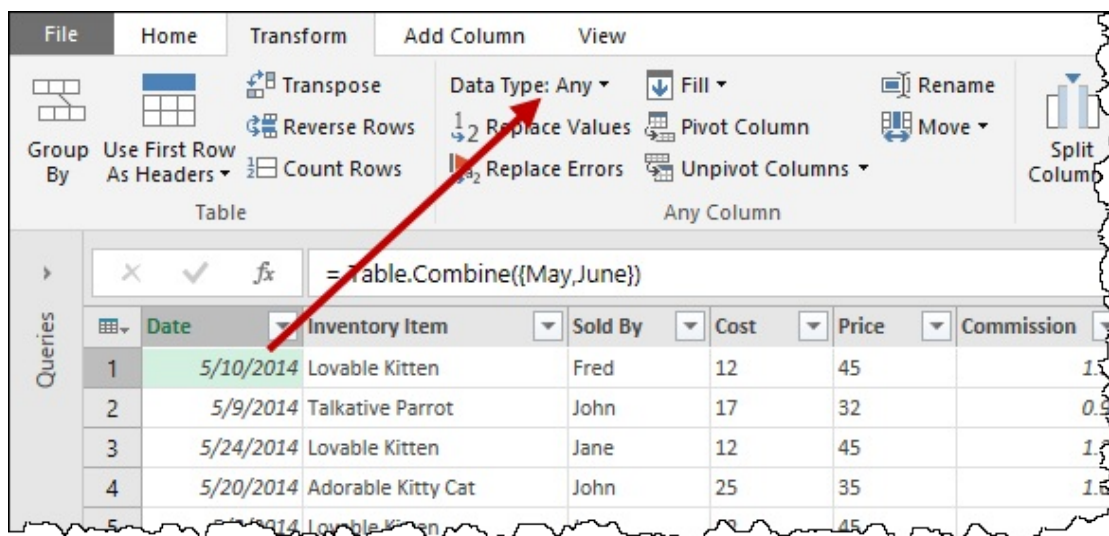 File Home Transform Add Column View
Transpose Data Type: Any Fill Rename
Reverse Rows 1 2 Replace Values Pivot Column Move
Group By Use First Row As Headers Count Rows Replace Errors Unpivot Columns Split Column
Table Any Column
fx = Table.Combine({May,June})
Queries
Date Inventory Item Sold By Cost Price Commission
1 5/10/2014 Lovable Kitten Fred 12 45
2 5/9/2014 Talkative Parrot John 17 32
3 5/24/2014 Lovable Kitten Jane 12 45
4 5/20/2014 Adorable Kitty Cat John 25 35